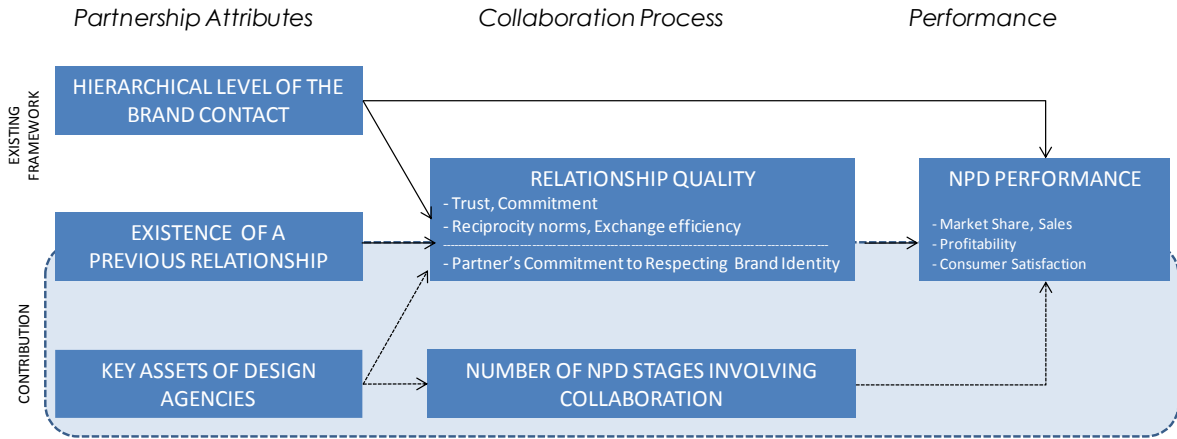 Partnership Attributes
Collaboration Process
Performance
EXISTING
FRAMEWORK
HIERARCHICAL LEVEL OF THE
BRAND CONTACT
RELATIONSHIP QUALITY
- Trust, Commitment
- Reciprocity norms, Exchange efficiency
- Partner's Commitment to Respecting Brand Identity
NPD PERFORMANCE
- Market Share, Sales
- Profitability
- Consumer Satisfaction
EXISTENCE OF A
PREVIOUS RELATIONSHIP
CONTRIBUTION
KEY ASSETS OF DESIGN
AGENCIES
NUMBER OF NPD STAGES INVOLVING
COLLABORATION